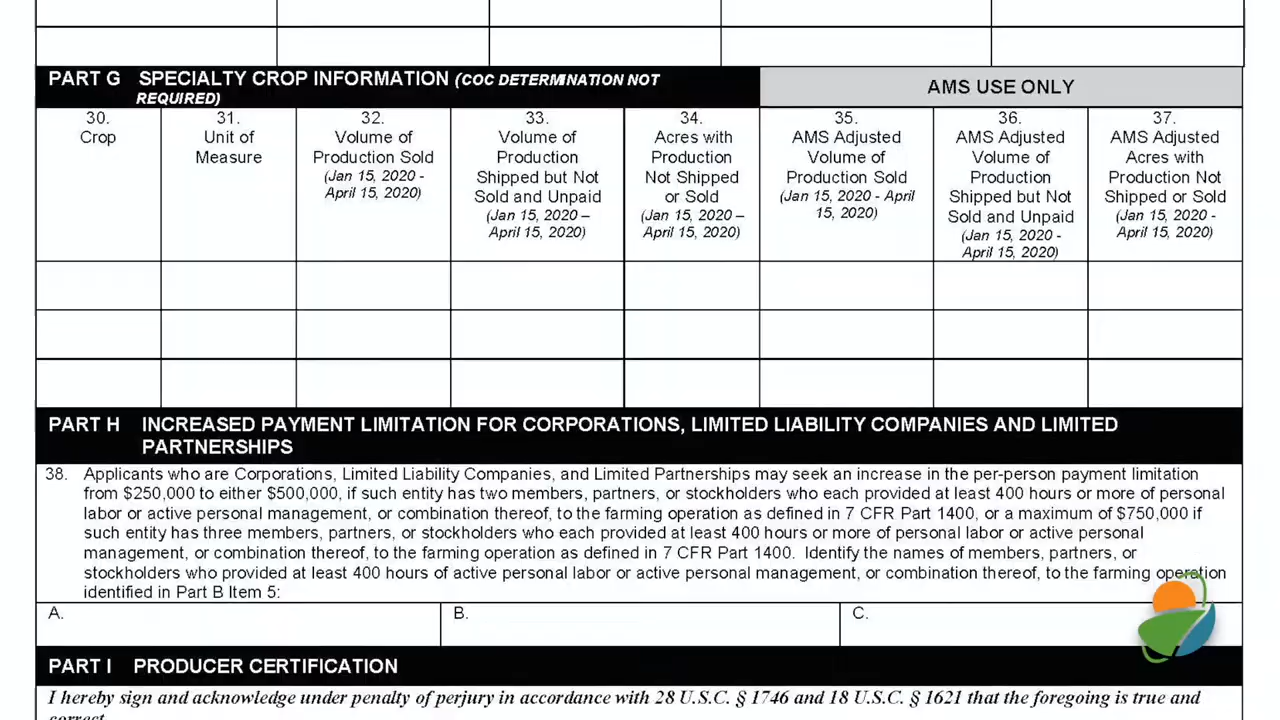 PART G SPECIALTY CROP INFORMATION (COC DETERMINATION NOT
REQUIRED)
AMS USE ONLY
30.
Crop
31.
Unit of
Measure
32.
Volume of
Production Sold
(Jan 15, 2020 -
April 15, 2020)
33.
Volume of
Production
Shipped but Not
Sold and Unpaid
(Jan 15, 2020 –
April 15, 2020)
34.
Acres with
Production
Not Shipped
or Sold
(Jan 15, 2020 –
April 15, 2020)
35.
AMS Adjusted
Volume of
Production Sold
(Jan 15, 2020 - April
15, 2020)
36.
AMS Adjusted
Volume of
Production
Shipped but Not
Sold and Unpaid
(Jan 15, 2020 -
April 15, 2020)
37.
AMS Adjusted
Acres with
Production Not
Shipped or Sold
(Jan 15, 2020 -
April 15, 2020)
PART H INCREASED PAYMENT LIMITATION FOR CORPORATIONS, LIMITED LIABILITY COMPANIES AND LIMITED
PARTNERSHIPS
38. Applicants who are Corporations, Limited Liability Companies, and Limited Partnerships may seek an increase in the per-person payment limitation
from $250,000 to either $500,000, if such entity has two members, partners, or stockholders who each provided at least 400 hours or more of personal
labor or active personal management, or combination thereof, to the farming operation as defined in 7 CFR Part 1400, or a maximum of $750,000 if
such entity has three members, partners, or stockholders who each provided at least 400 hours or more of personal labor or active personal
management, or combination thereof, to the farming operation as defined in 7 CFR Part 1400. Identify the names of members, partners, or
stockholders who provided at least 400 hours of active personal labor or active personal management, or combination thereof, to the farming operation
identified in Part B Item 5:
A.
B.
C.
PART I PRODUCER CERTIFICATION
I hereby sign and acknowledge under penalty of perjury in accordance with 28 U.S.C. § 1746 and 18 U.S.C. § 1621 that the foregoing is true and
correct